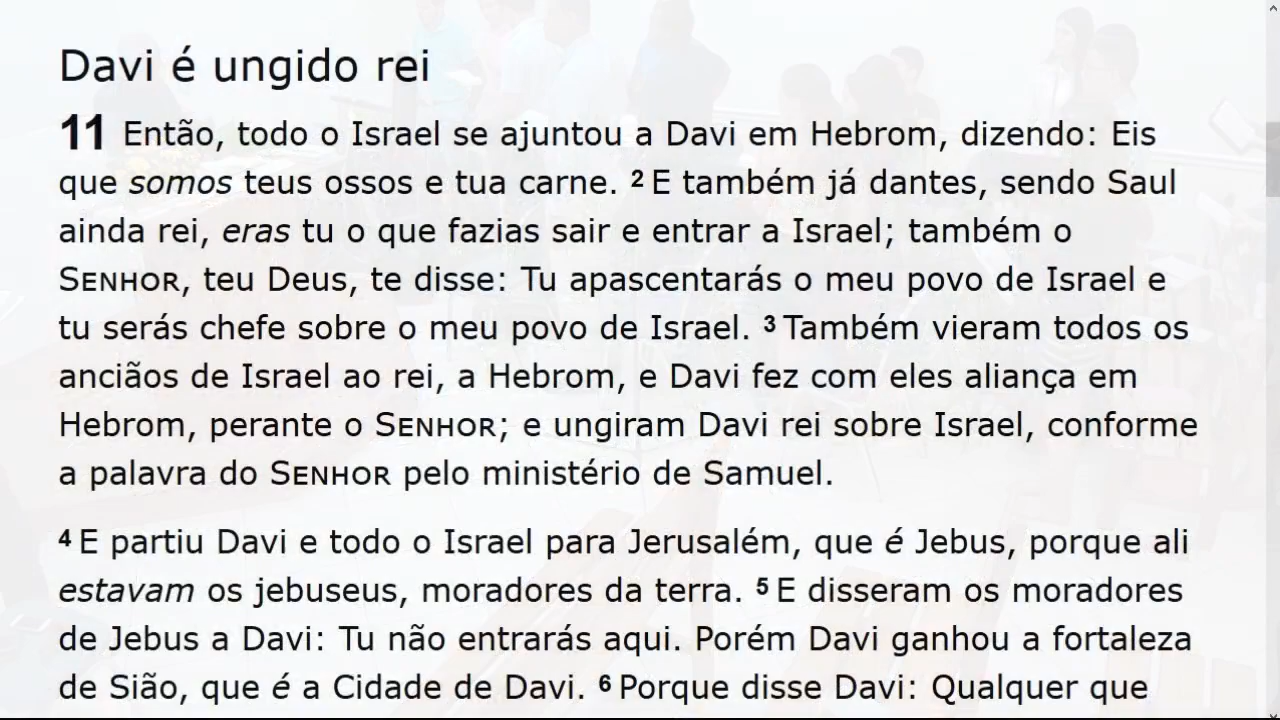 Davi é ungido rei
11 Então, todo o Israel se ajuntou a Davi em Hebrom, dizendo: Eis
que somos teus ossos e tua carne. 2 E também já dantes, sendo Saul
ainda rei, eras tu o que fazias sair e entrar a Israel; também o
SENHOR, teu Deus, te disse: Tu apascentarás o meu povo de Israel e
tu serás chefe sobre o meu povo de Israel. 3 Também vieram todos os
anciãos de Israel ao rei, a Hebrom, e Davi fez com eles aliança em
Hebrom, perante o SENHOR; e ungiram Davi rei sobre Israel, conforme
a palavra do SENHOR pelo ministério de Samuel.
4 E partiu Davi e todo o Israel para Jerusalém, que é Jebus, porque ali
estavam os jebuseus, moradores da terra. 5 E disseram os moradores
de Jebus a Davi: Tu não entrarás aqui. Porém Davi ganhou a fortaleza
de Sião, que é a Cidade de Davi. 6 Porque disse Davi: Qualquer que